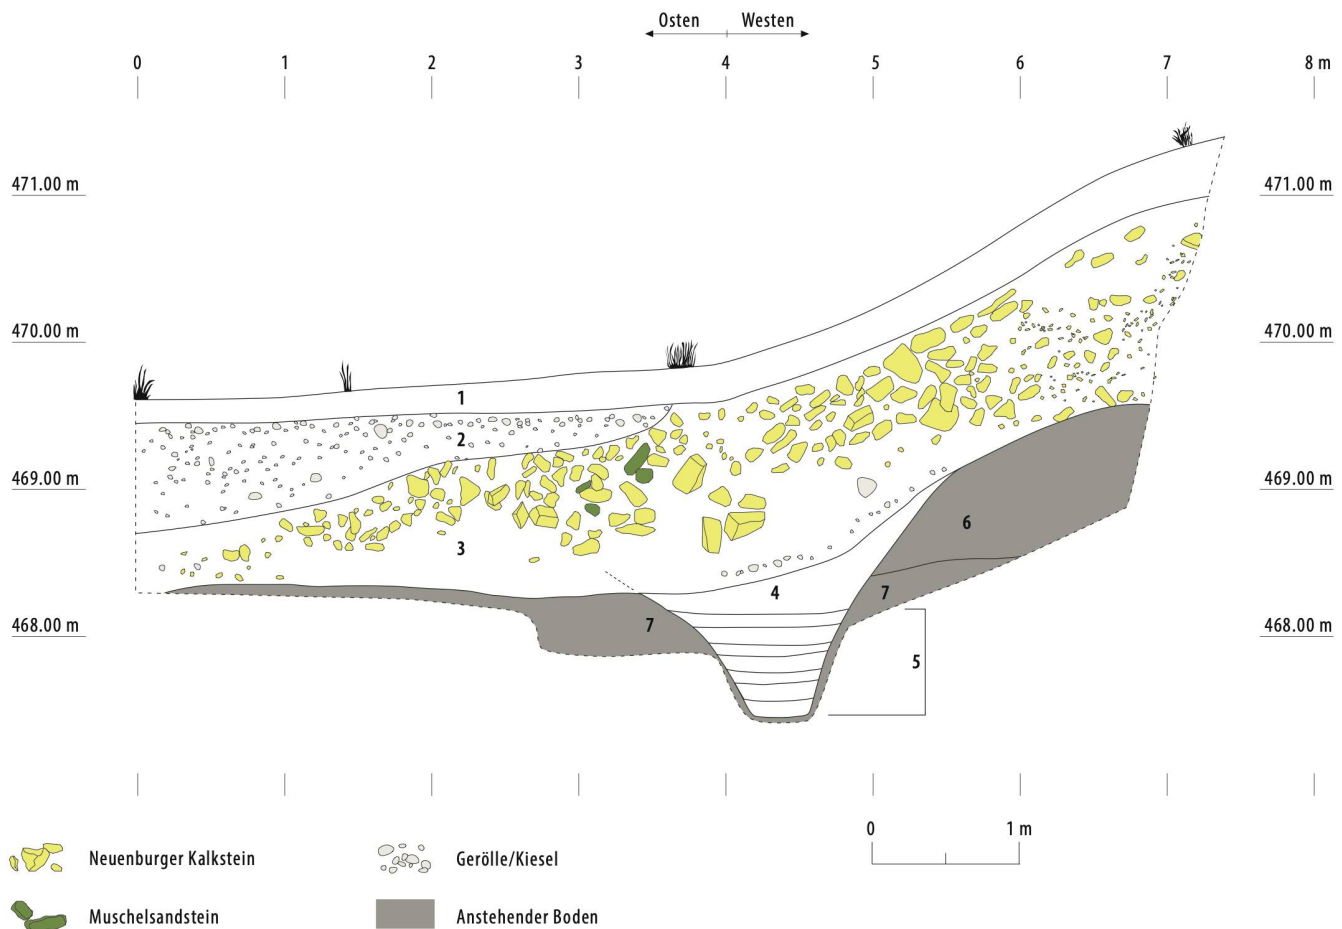 Osten Westen
0 1 2 3 4 5 6 7 8 m
471.00 m 471.00 m
470.00 m 470.00 m
1
2
469.00 m 469.00 m
6
3
4 7
468.00 m 7 468.00 m
5
0 1 m
Neuenburger Kalkstein Gerölle/Kiesel
Muschelsandstein Anstehender Boden